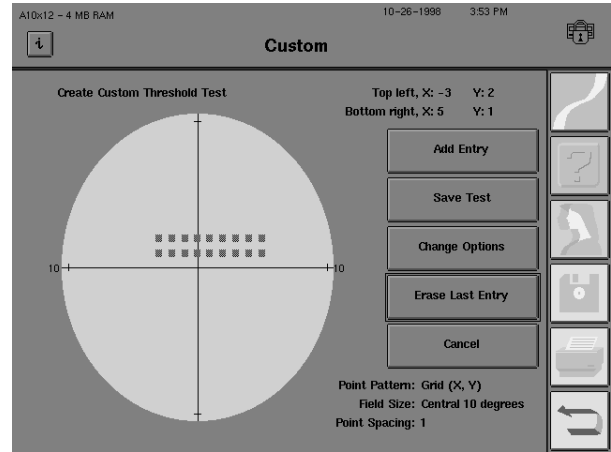 A10x12 - 4 MB RAM
10-26-1998 3:53 PM
i
Custom
Create Custom Threshold Test
Top left, X: -3 Y: 2
Bottom right, X: 5 Y: 1
Add Entry
Save Test
Change Options
10
10
Erase Last Entry
Cancel
Point Pattern: Grid (X, Y)
Field Size: Central 10 degrees
Point Spacing: 1
?